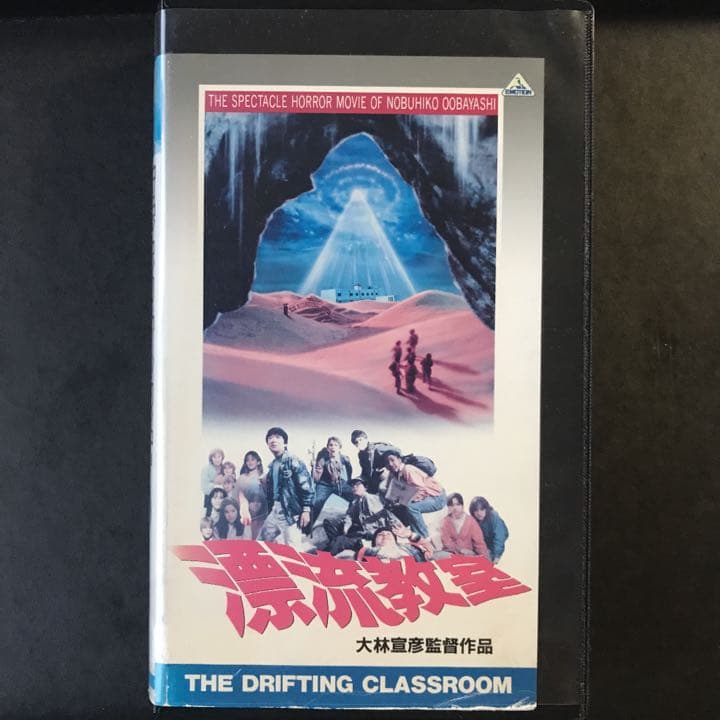 THE SPECTACLE HORROR MOVIE OF NOBUHIKO OOBAYASHI
EMOTION
漂流教室
大林宣彦監督作品
THE DRIFTING CLASSROOM